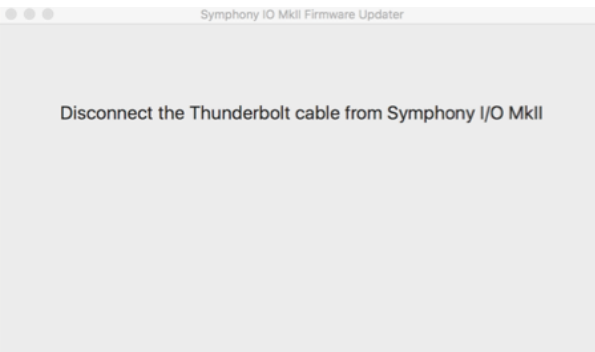 Symphony IO MkII Firmware Updater
Disconnect the Thunderbolt cable from Symphony I/O MkII